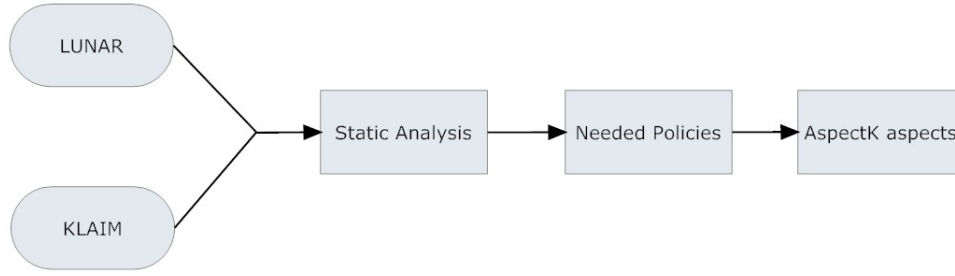 LUNAR
Static Analysis
Needed Policies
AspectK aspects
KLAIM